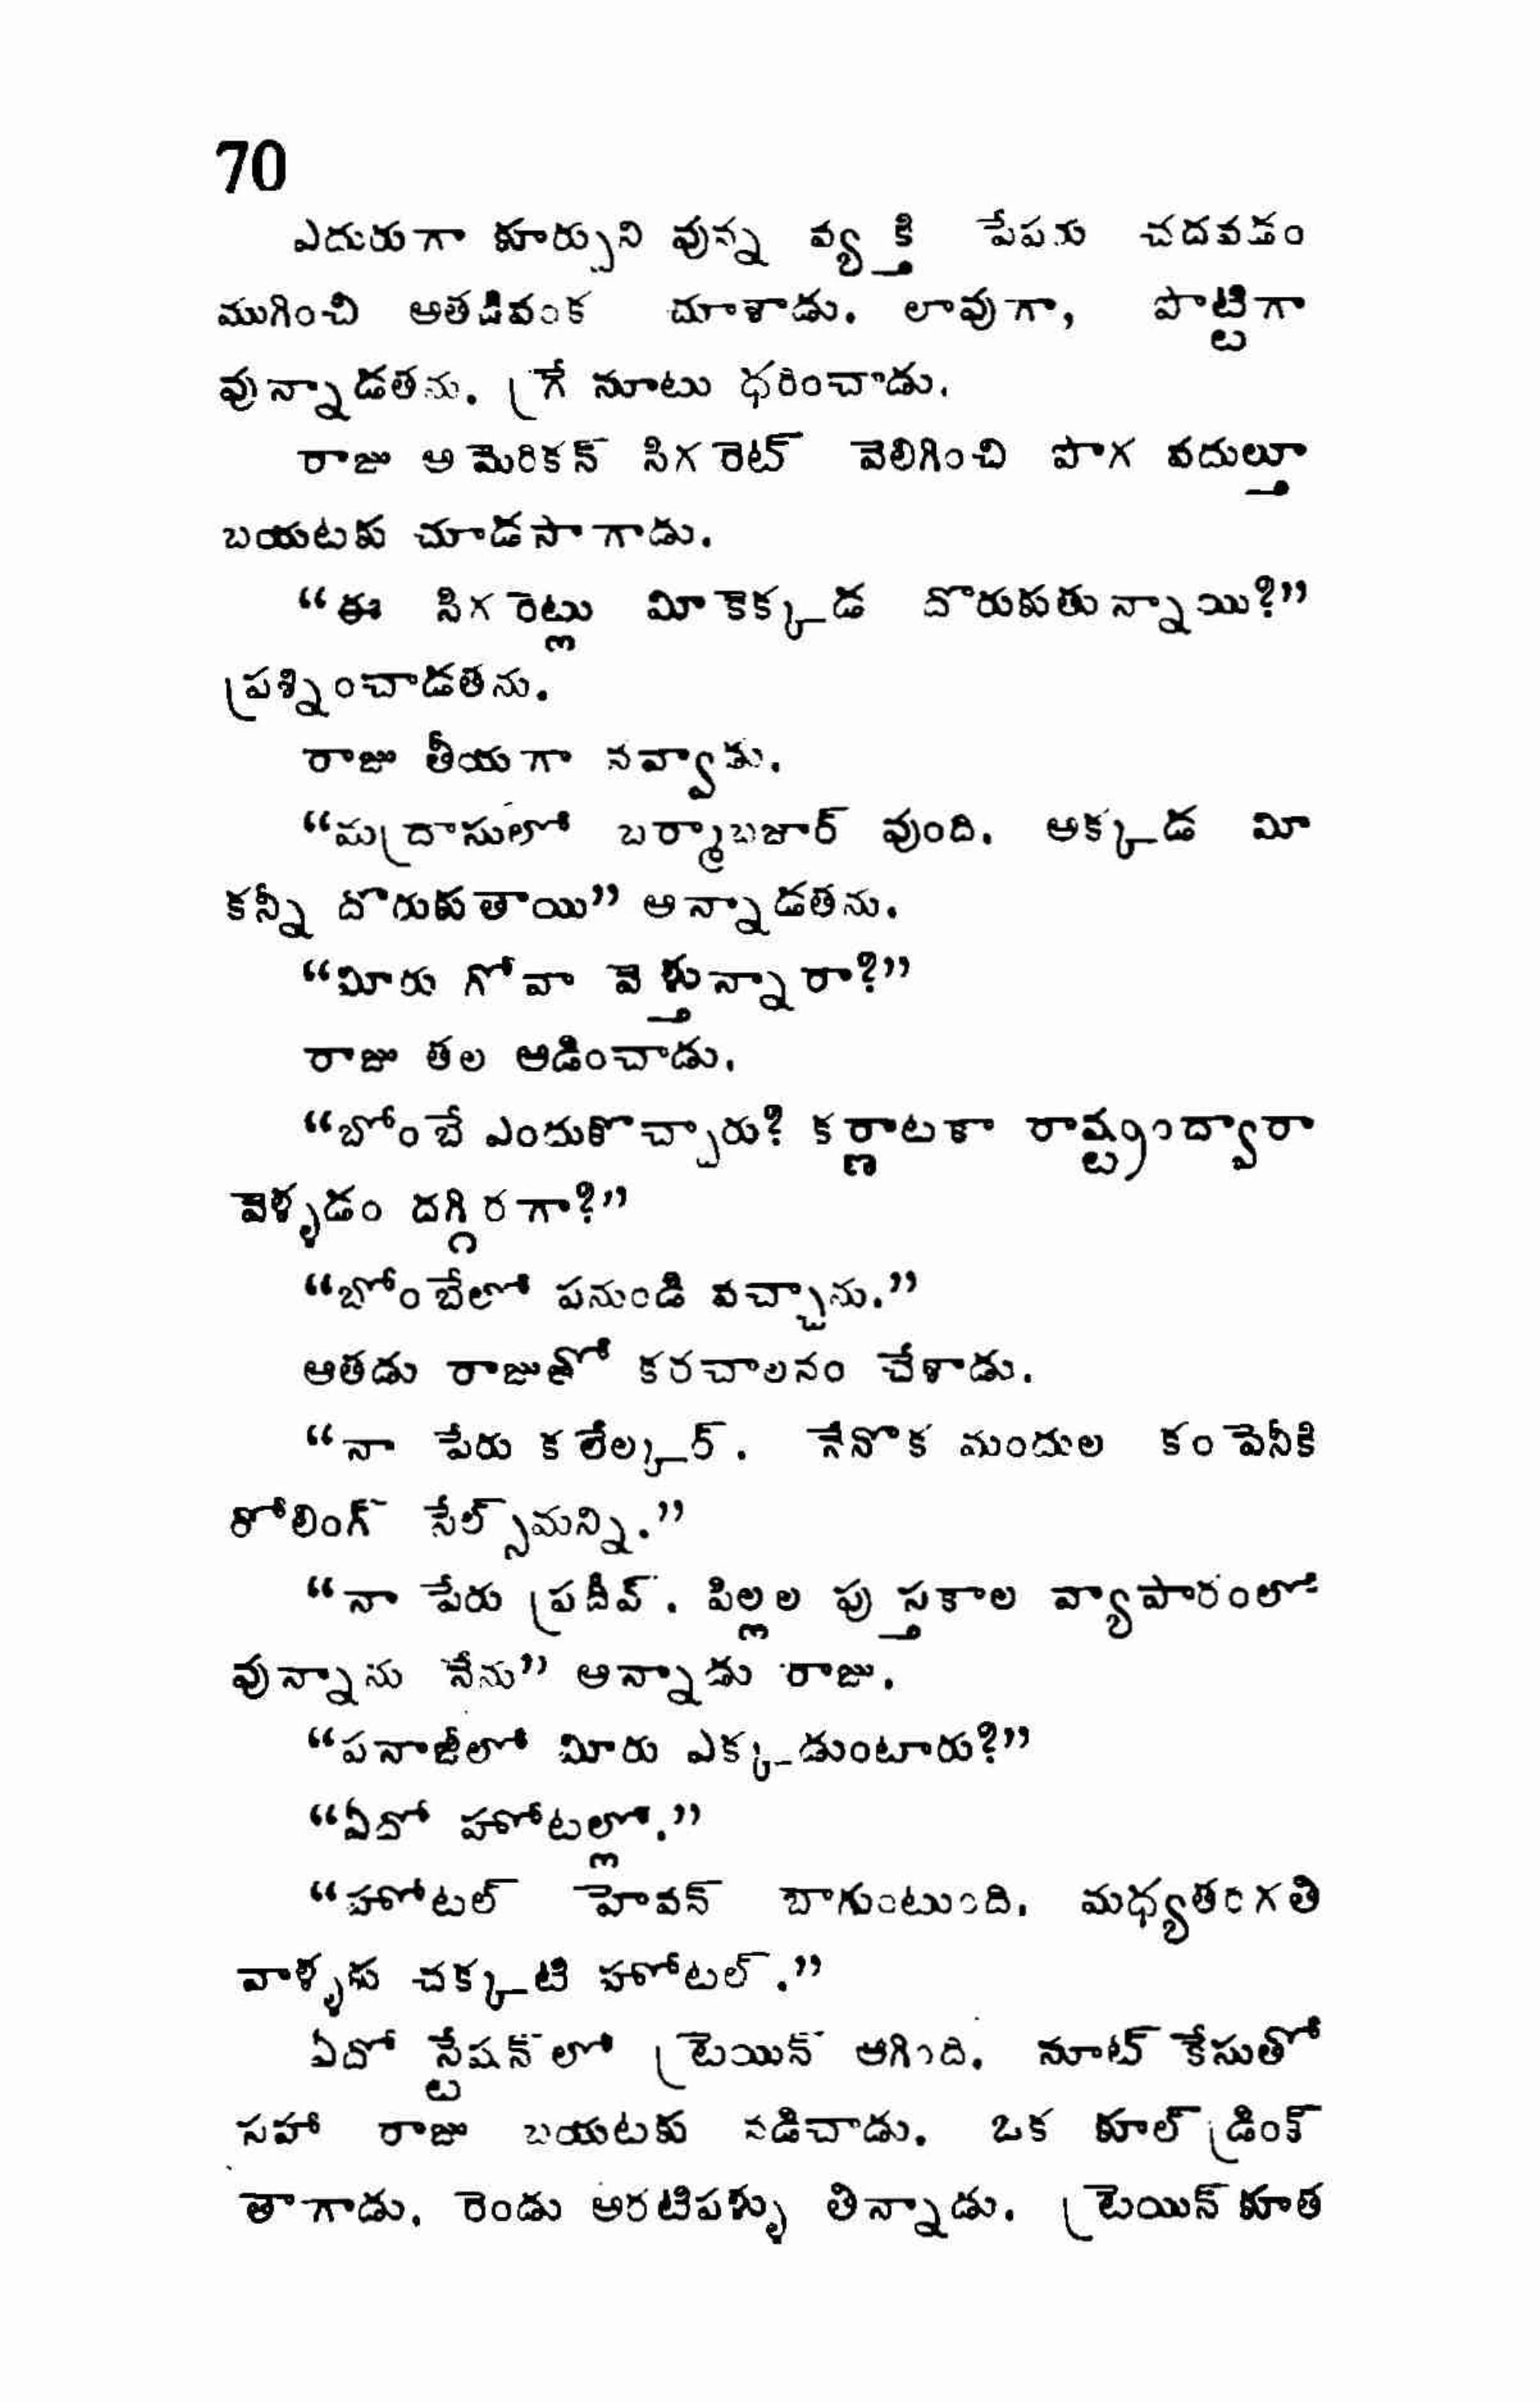 70
ఎదురుగా కూర్చుని వున్న వ్యక్తి పేపరు చదవడం
ముగించి అతడివంక చూశాడు. లావుగా, పొట్టిగా
వున్నాడతను. గ్రే సూటు ధరించాడు.
రాజు అమెరికన్ సిగరెట్ వెలిగించి పొగ వదుల్తూ
బయటకు చూడసాగాడు.
“ఈ సిగరెట్లు మీకెక్కడ దొరుకుతున్నాయి?”
ప్రశ్నించాడతను.
రాజు తీయగా నవ్వాడు.
“మద్రాసులో బర్మాబజార్ వుంది. అక్కడ మీ
కన్నీ దొరుకుతాయి” అన్నాడతను.
“మీరు గోవా వెళ్తున్నారా?”
రాజు తల ఆడించాడు.
“బోంబే ఎందుకొచ్చారు? కర్ణాటకా రాష్ట్రంద్వారా
వెళ్ళడం దగ్గిరగా?”
“బోంబేలో పనుండి వచ్చాను.”
అతడు రాజుతో కరచాలనం చేశాడు.
“నా పేరు కలేల్కర్. నేనొక మందుల కంపెనీకి
రోలింగ్ సేల్స్‌మన్ని.”
“నా పేరు ప్రదీవ్. పిల్లల పుస్తకాల వ్యాపారంలో
వున్నాను నేను” అన్నాడు రాజు.
“పనాజీలో మీరు ఎక్కడుంటారు?”
“ఏదో హోటల్లో.”
“హోటల్ హెవన్ బాగుంటుంది. మధ్యతరగతి
వాళ్ళకు చక్కటి హోటల్.”
ఏదో స్టేషన్‌లో ట్రెయిన్ ఆగింది. సూట్‌కేసుతో
సహా రాజు బయటకు నడిచాడు. ఒక కూల్‌డ్రింక్
తాగాడు. రెండు అరటిపళ్ళు తిన్నాడు. ట్రెయిన్ కూత